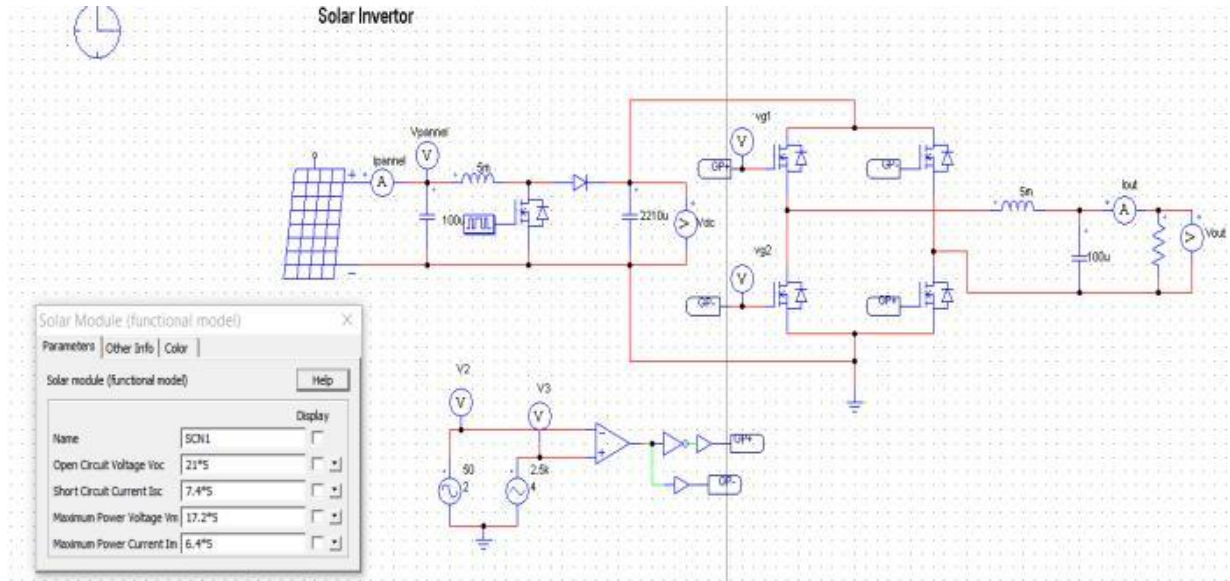 Solar Invertor
Vpannel
Ipannel
A
V
5m
100u
2210u
Vdc
vg1
V
GP+
GP-
vg2
V
GP-
GP+
5m
Iout
A
100u
Vout
V2
V
V3
V
50
2
2.5k
4
GP+
GP-
Solar Module (functional model)
Parameters
Other Info
Color
Solar module (functional model)
Help
Display
Name
SCN1
Open Circuit Voltage Voc
21*5
Short Circuit Current Isc
7.4*5
Maximum Power Voltage Vm
17.2*5
Maximum Power Current Im
6.4*5